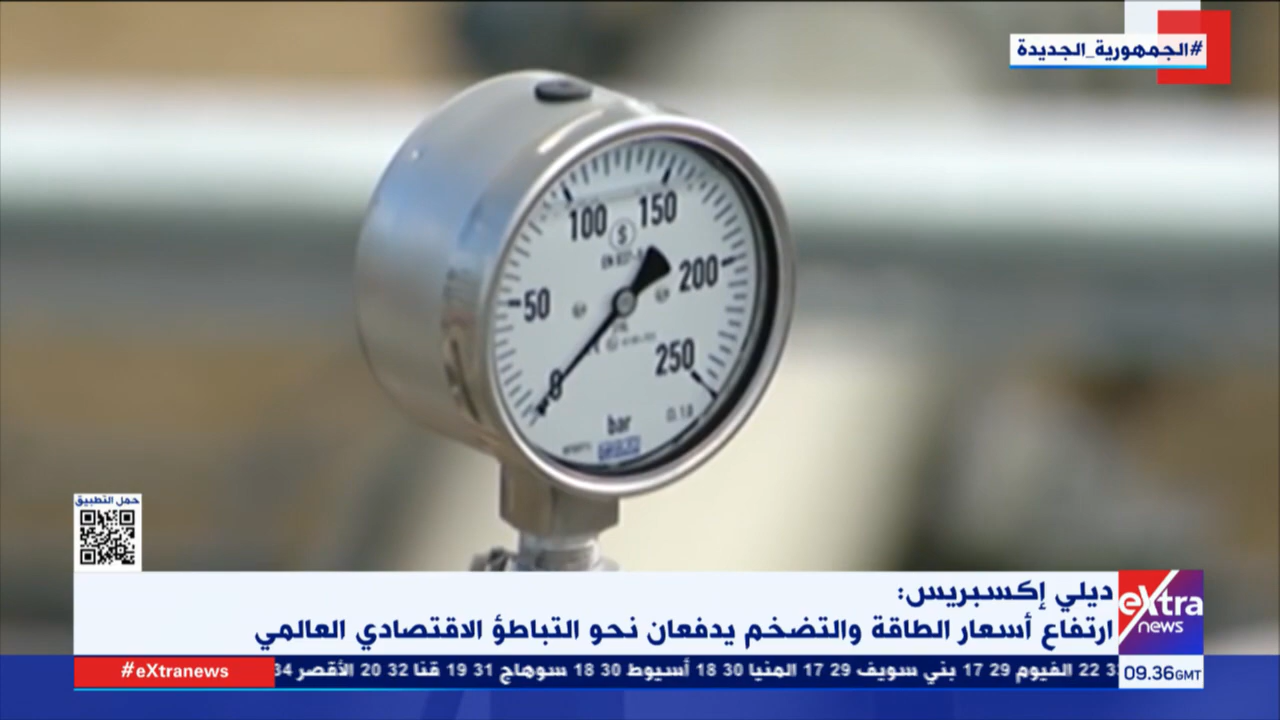 #الجمهورية_الجديدة
100
150
50
200
0
250
bar
حمل التطبيق
ديلي إكسبريس:
ارتفاع أسعار الطاقة والتضخم يدفعان نحو التباطؤ الاقتصادي العالمي
eXtra
news
#eXtranews
22 الفيوم 29 17 بني سويف 29 17 المنيا 30 18 أسيوط 30 18 سوهاج 31 19 قنا 32 20 الأقصر 34
09.36GMT